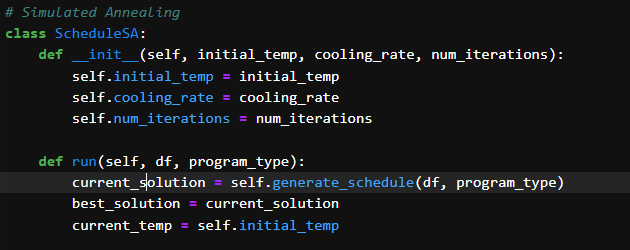 # Simulated Annealing
class ScheduleSA:
    def __init__(self, initial_temp, cooling_rate, num_iterations):
        self.initial_temp = initial_temp
        self.cooling_rate = cooling_rate
        self.num_iterations = num_iterations

    def run(self, df, program_type):
        current_solution = self.generate_schedule(df, program_type)
        best_solution = current_solution
        current_temp = self.initial_temp